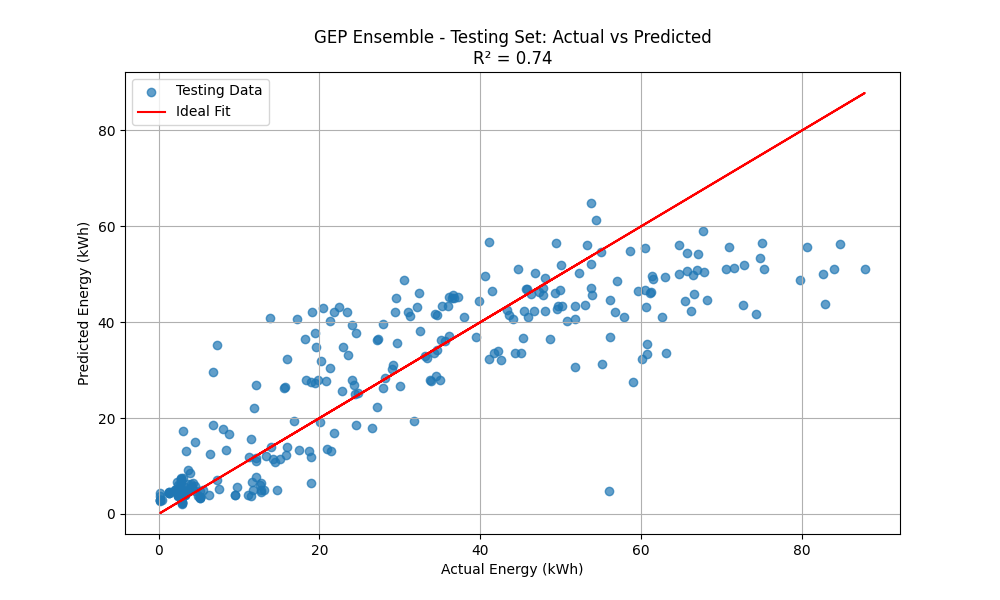 GEP Ensemble - Testing Set: Actual vs Predicted
R² = 0.74
Testing Data
Ideal Fit
80
60
40
20
0
Predicted Energy (kWh)
0 20 40 60 80
Actual Energy (kWh)